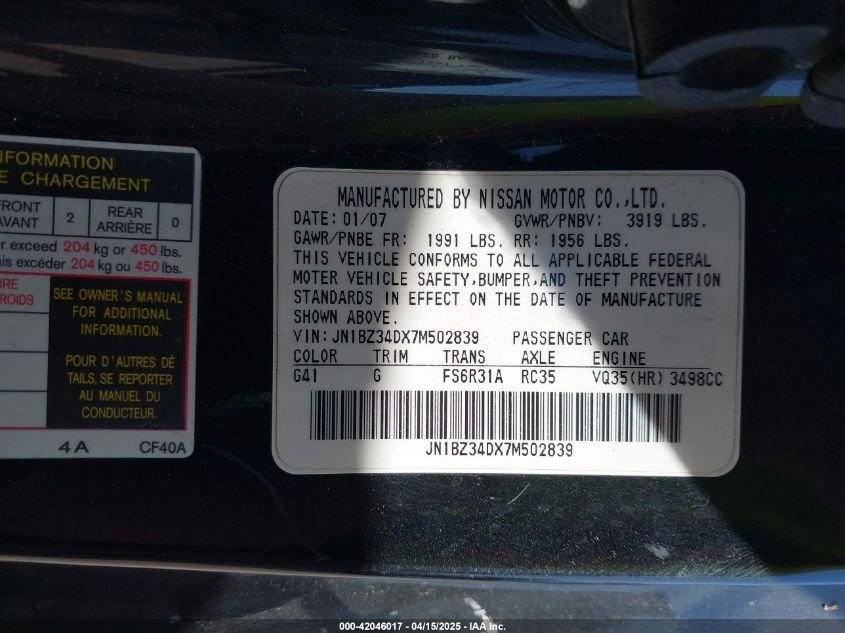 NFORMATION
E CHARGEMENT
FRONT
AVANT
2
REAR
ARRIÈRE
0
r exceed 204 kg or 450 lbs.
ais excéder 204 kg ou 450 lbs.
SEE OWNER'S MANUAL
FOR ADDITIONAL
INFORMATION.
POUR D'AUTRES DÉ
TAILS, SE REPORTER
AU MANUEL DU
CONDUCTEUR.
4A CF40A
MANUFACTURED BY NISSAN MOTOR CO.,LTD.
DATE: 01/07 GVWR/PNBV: 3919 LBS.
GAWR/PNBE FR: 1991 LBS. RR: 1956 LBS.
THIS VEHICLE CONFORMS TO ALL APPLICABLE FEDERAL
MOTOR VEHICLE SAFETY,BUMPER,AND THEFT PREVENTION
STANDARDS IN EFFECT ON THE DATE OF MANUFACTURE
SHOWN ABOVE.
VIN:JN1BZ34DX7M502839 PASSENGER CAR
COLOR TRIM TRANS AXLE ENGINE
G41 G FS6R31A RC35 VQ35(HR) 3498CC
JN1BZ34DX7M502839
000-42046017 - 04/15/2025 - © IAA Inc.